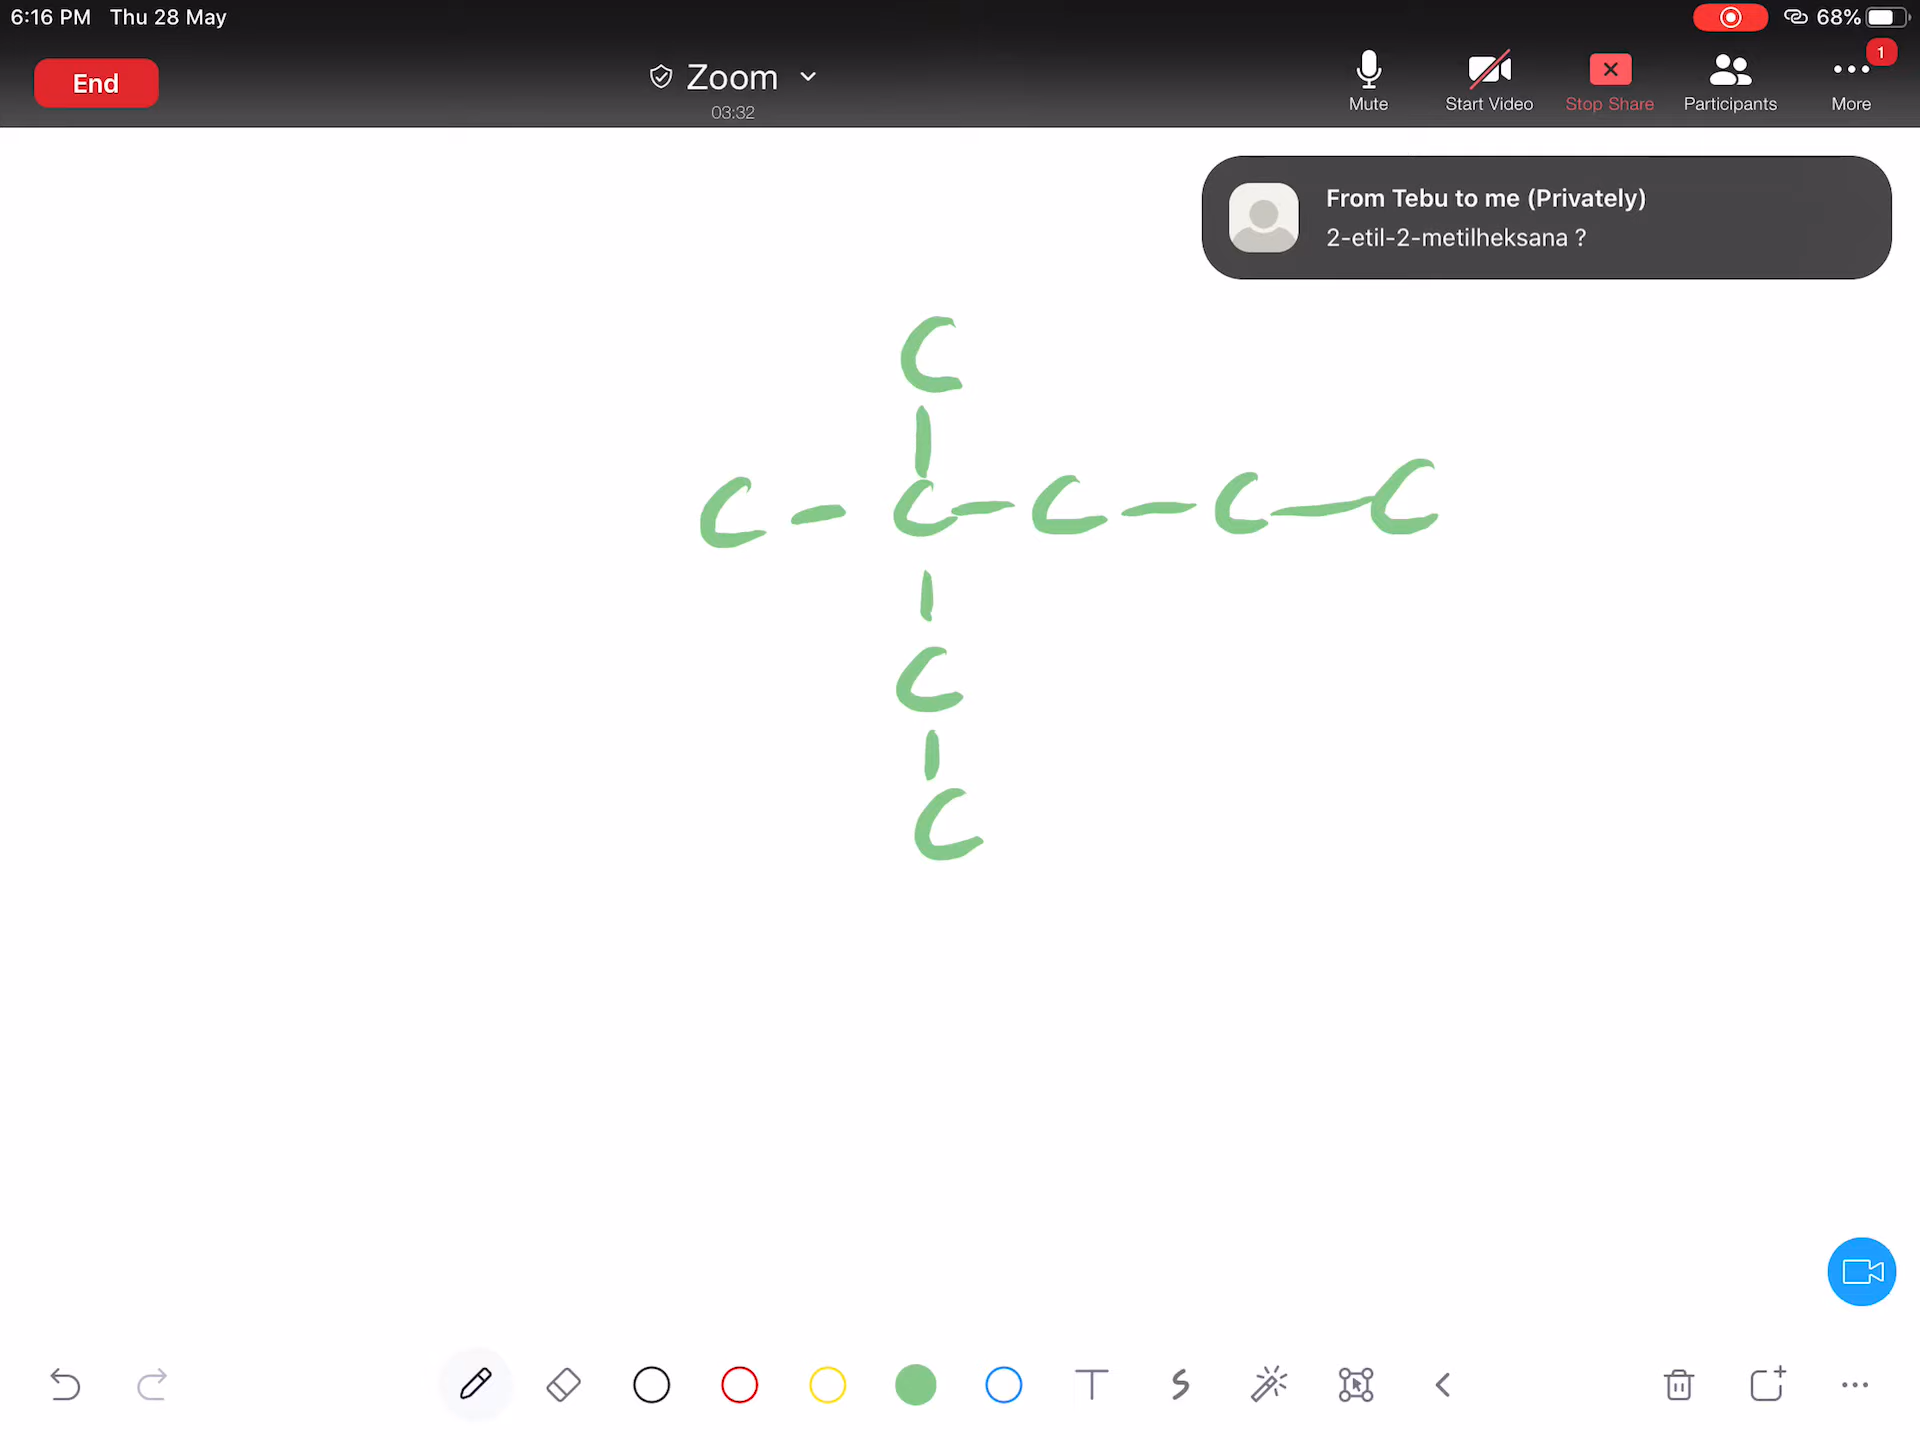 6:16 PM Thu 28 May
68%
End
Zoom
03:32
Mute
Start Video
Stop Share
Participants
1
More
From Tebu to me (Privately)
2-etil-2-metilheksana ?
C
C - C - C - C - C
C
C
T